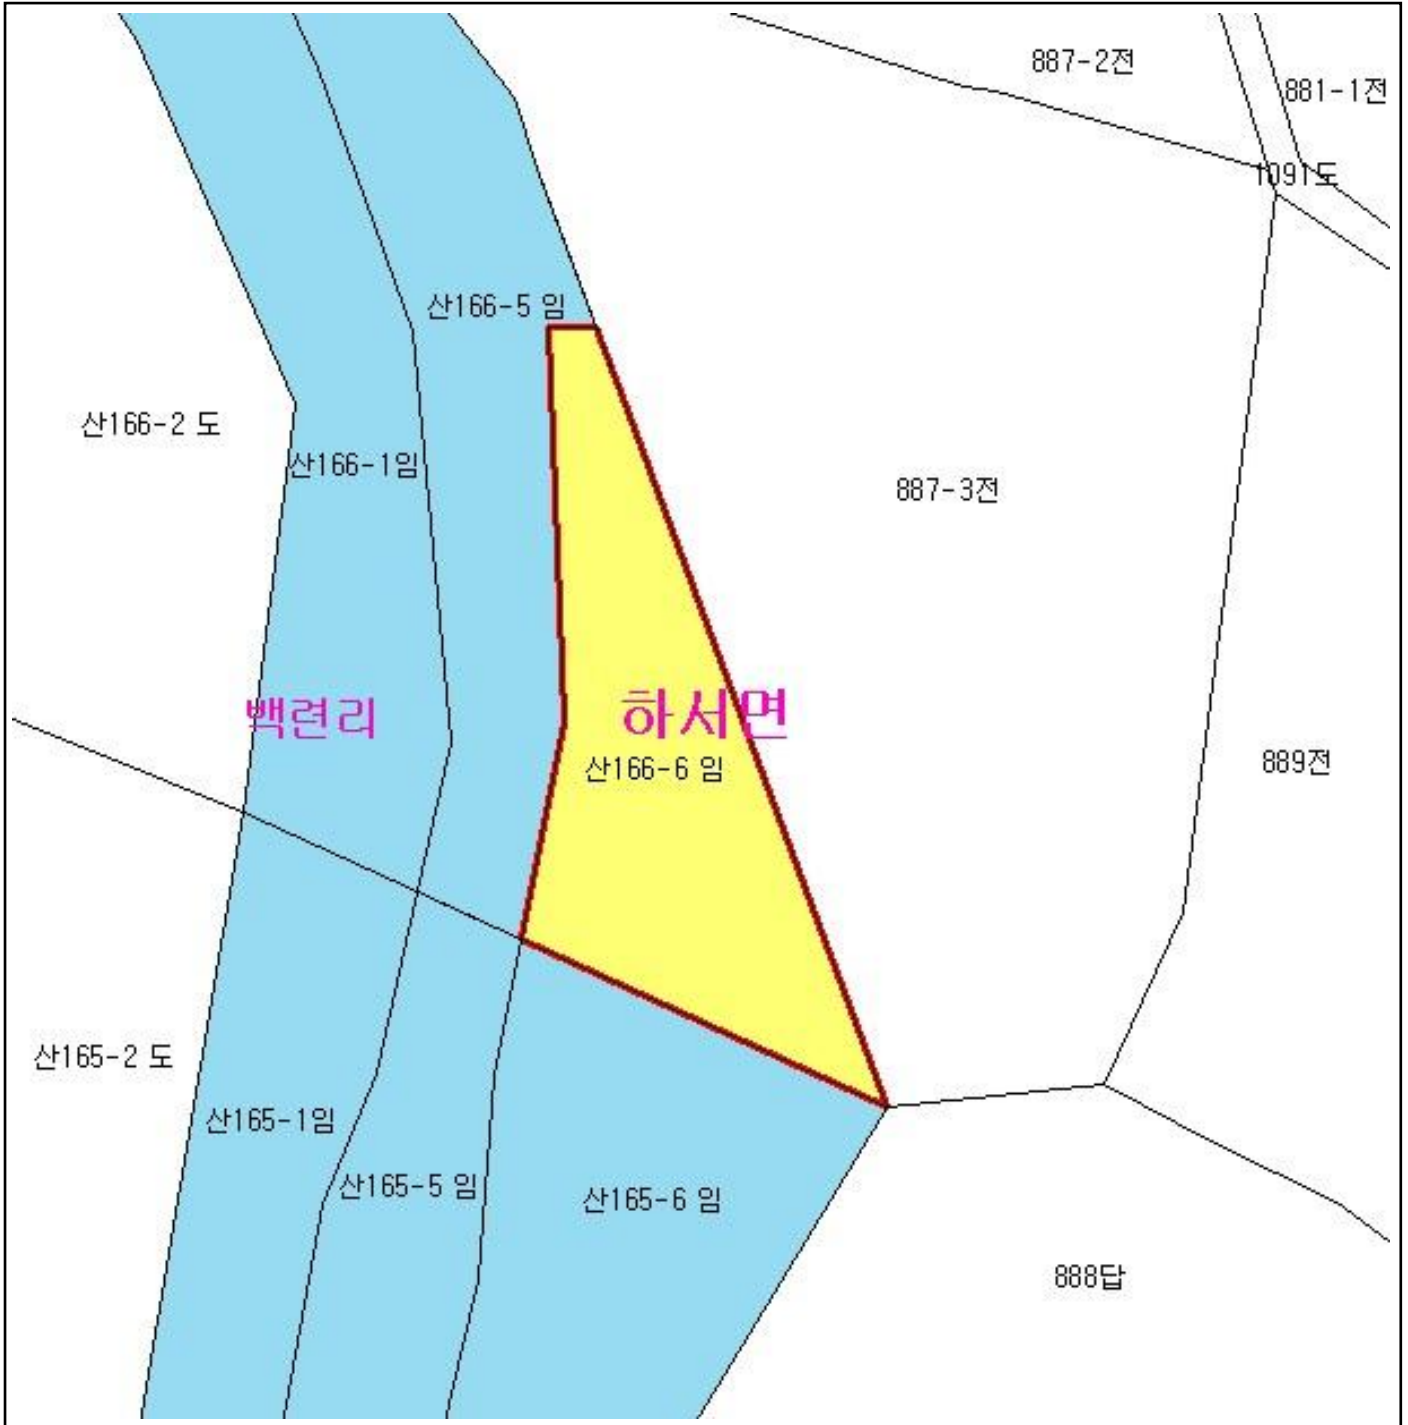 887-2전
881-1전
1091도
산166-5 임
산166-2 도
산166-1임
887-3전
백련리
하서면
산166-6 임
889전
산165-2 도
산165-1임
산165-5 임
산165-6 임
888답